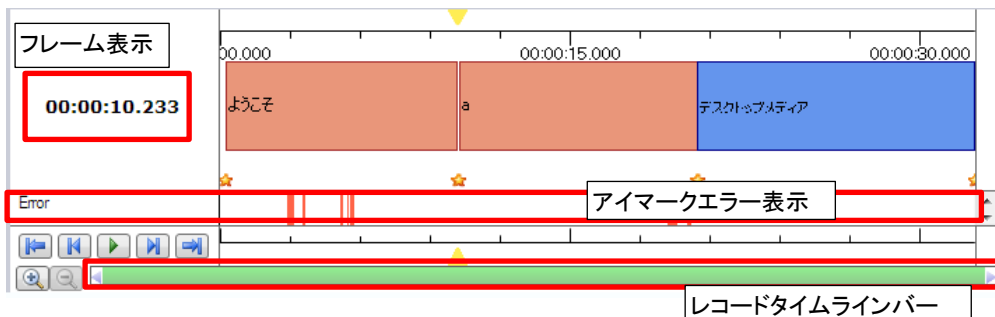 フレーム表示
00.000
00:00:15.000
00:00:30.000
00:00:10.233
ようこそ
a
デスクトップメディア
Error
アイマークエラー表示
レコードタイムラインバー